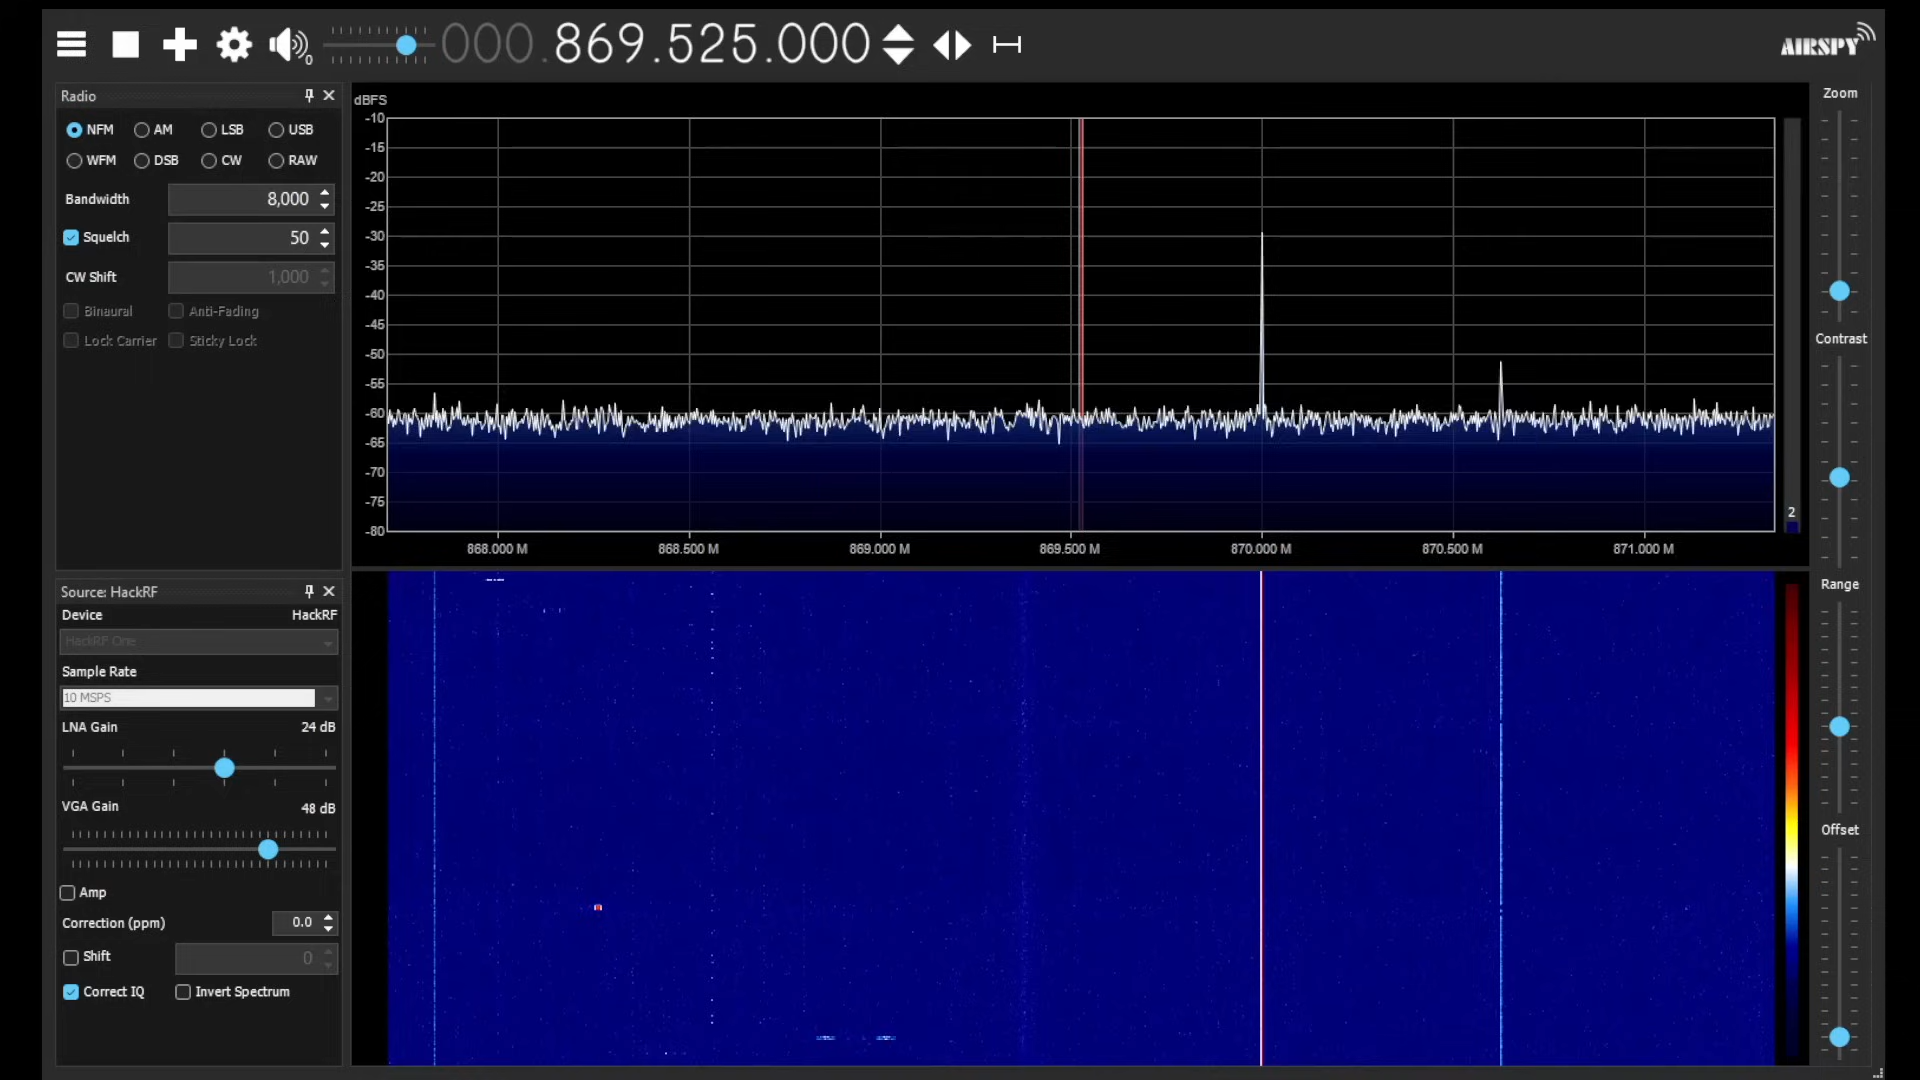 0
000.869.525.000
AIRSPY
Radio
NFM AM LSB USB
WFM DSB CW RAW
Bandwidth 8,000
Squelch 50
CW Shift 1,000
Binaural Anti-Fading
Lock Carrier Sticky Lock
Source: HackRF
Device HackRF
HackRF One
Sample Rate
10 MSPS
LNA Gain 24 dB
VGA Gain 48 dB
Amp
Correction (ppm) 0.0
Shift 0
Correct IQ Invert Spectrum
dBFS
-10
-15
-20
-25
-30
-35
-40
-45
-50
-55
-60
-65
-70
-75
-80
868.000 M 868.500 M 869.000 M 869.500 M 870.000 M 870.500 M 871.000 M
2
Zoom
Contrast
Range
Offset